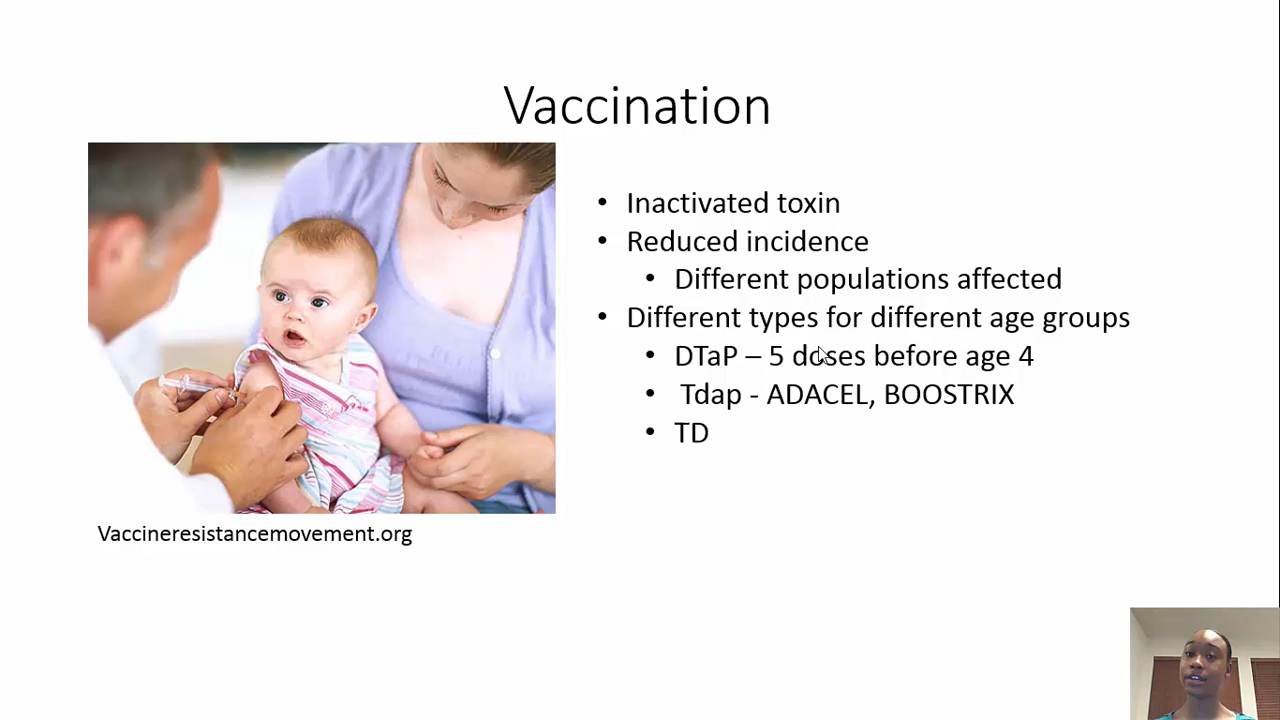 Vaccination
• Inactivated toxin
• Reduced incidence
• Different populations affected
• Different types for different age groups
• DTaP – 5 doses before age 4
• Tdap - ADACEL, BOOSTRIX
• TD
Vaccineresistancemovement.org